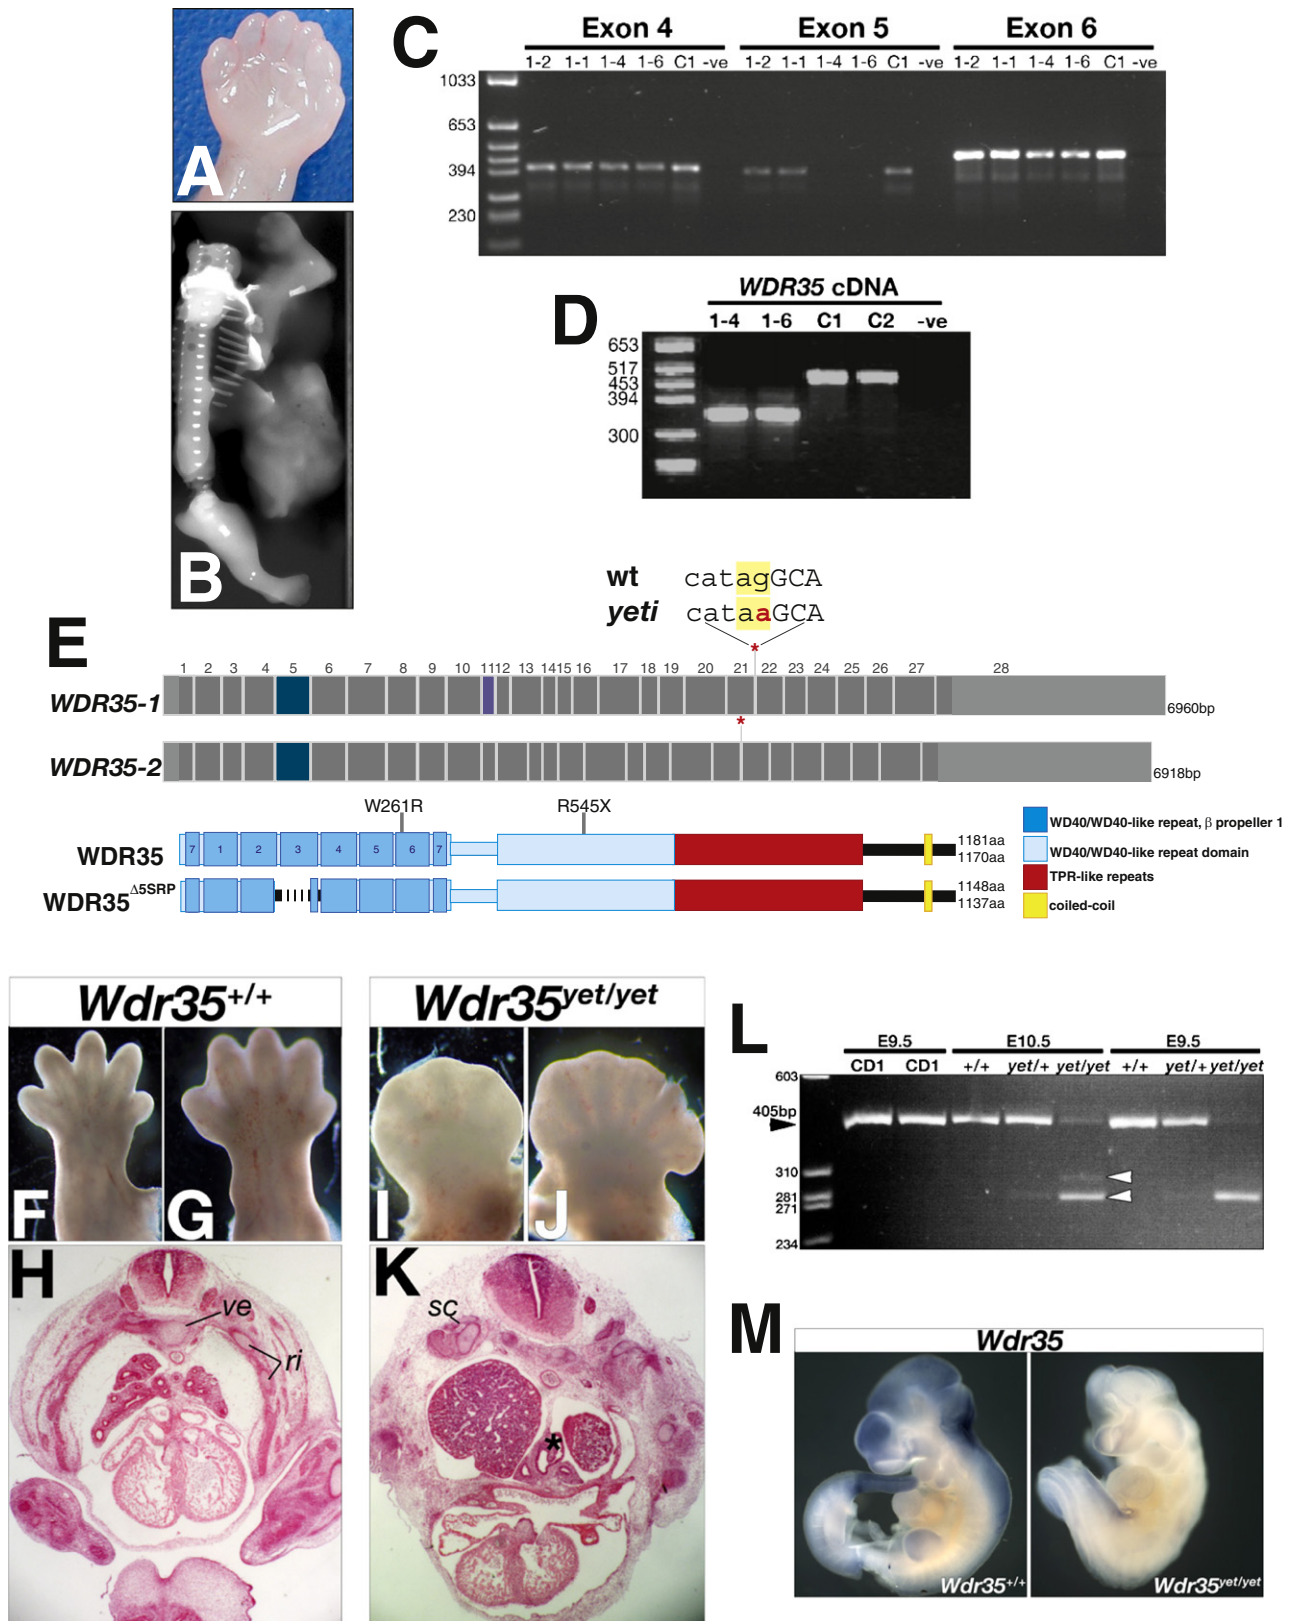 A
B
C
Exon 4 Exon 5 Exon 6
1-2 1-1 1-4 1-6 C1 -ve 1-2 1-1 1-4 1-6 C1 -ve 1-2 1-1 1-4 1-6 C1 -ve
1033
653
394
230
D
WDR35 cDNA
1-4 1-6 C1 C2 -ve
653
517
453
394
300
wt catagGCA
yeti cataaGCA
E
*
1 2 3 4 5 6 7 8 9 10 11 12 13 14 15 16 17 18 19 20 21 22 23 24 25 26 27 28
WDR35-1 6960bp
*
WDR35-2 6918bp
W261R R545X
WDR35 7 1 2 3 4 5 6 7 1181aa
1170aa
WDR35Δ5SRP 1148aa
1137aa
WD40/WD40-like repeat, β propeller 1
WD40/WD40-like repeat domain
TPR-like repeats
coiled-coil
Wdr35+/+
Wdr35yet/yet
F G
I J
H
ve
ri
K
sc
*
L
E9.5 E10.5 E9.5
CD1 CD1 +/+ yet/+ yet/yet +/+ yet/+ yet/yet
603
405bp
310
281
271
234
M
Wdr35
Wdr35+/+
Wdr35yet/yet